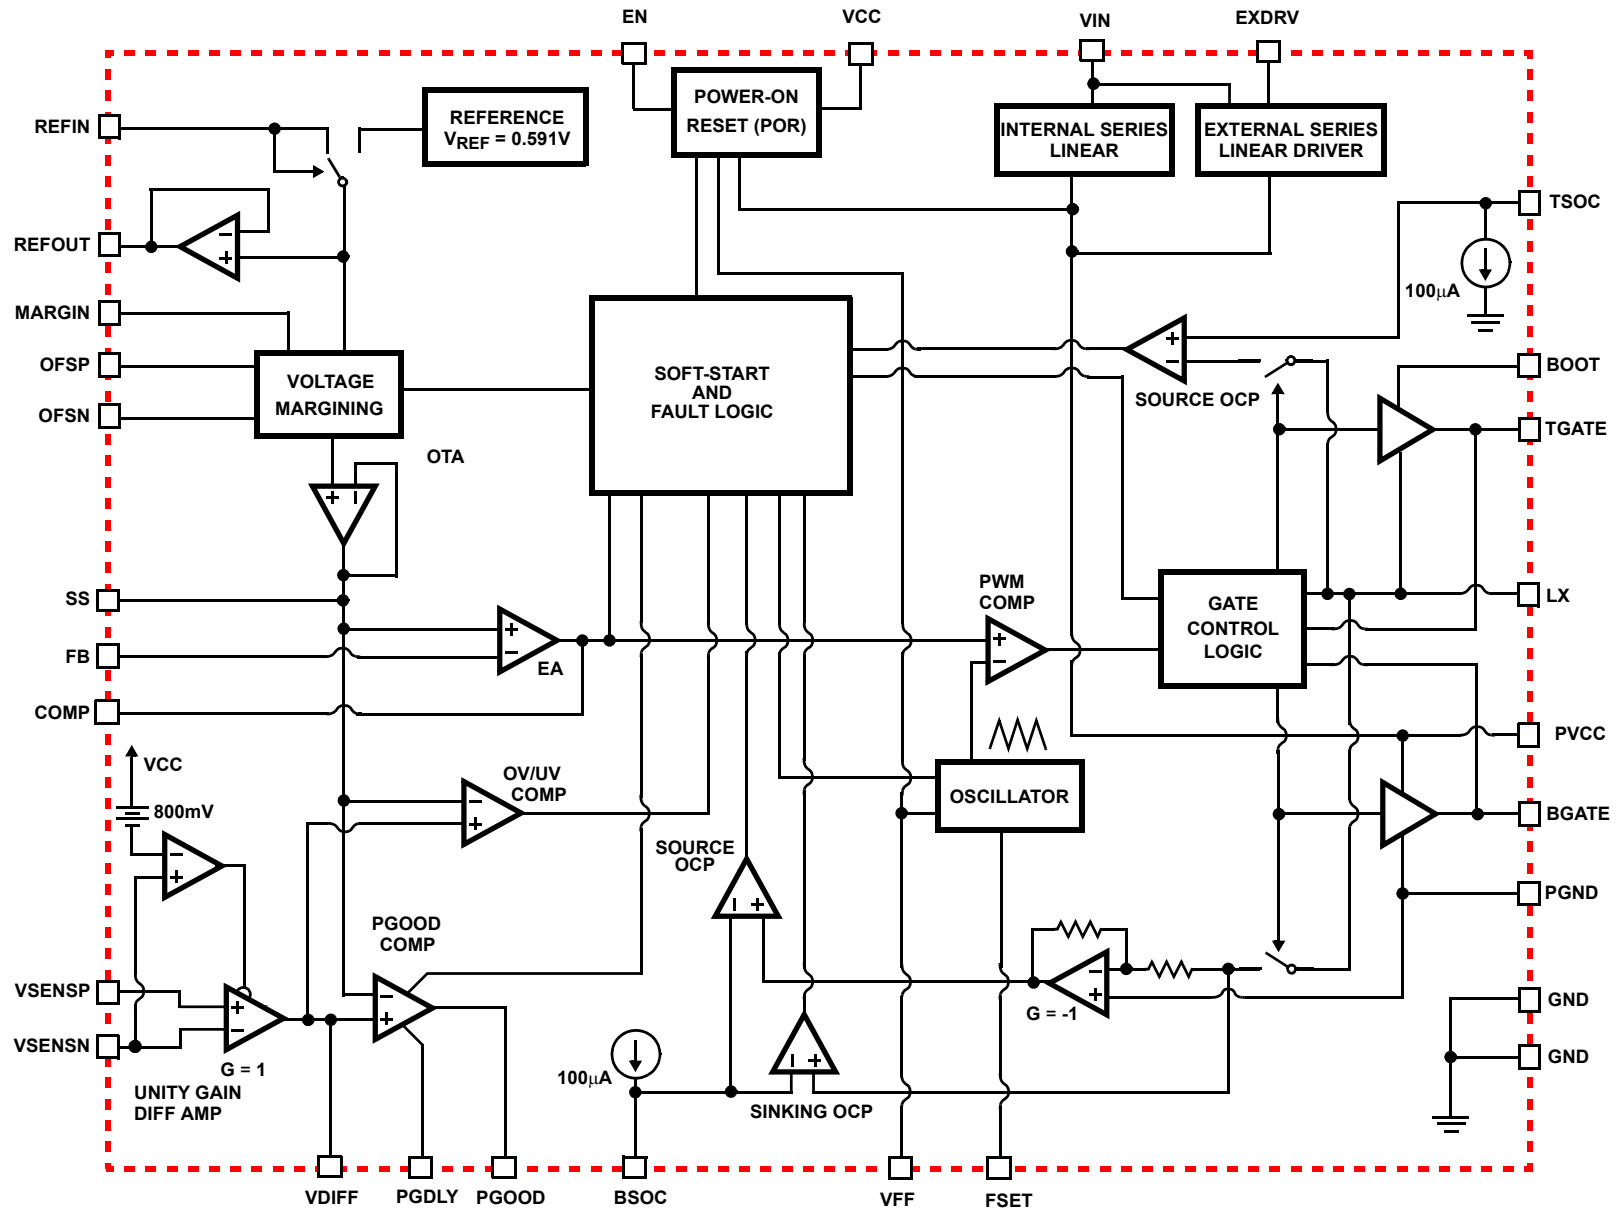 EN
VCC
VIN
EXDRV
REFIN
REFERENCE
VREF = 0.591V
POWER-ON
RESET (POR)
INTERNAL SERIES
LINEAR
EXTERNAL SERIES
LINEAR DRIVER
TSOC
REFOUT
100µA
MARGIN
OFSP
OFSN
VOLTAGE
MARGINING
SOFT-START
AND
FAULT LOGIC
SOURCE OCP
BOOT
TGATE
OTA
SS
FB
COMP
EA
PWM
COMP
GATE
CONTROL
LOGIC
LX
PVCC
VCC
800mV
OV/UV
COMP
OSCILLATOR
BGATE
SOURCE
OCP
PGND
PGOOD
COMP
VSENSP
VSENSN
G = 1
UNITY GAIN
DIFF AMP
G = -1
GND
GND
100µA
SINKING OCP
VDIFF
PGDLY
PGOOD
BSOC
VFF
FSET